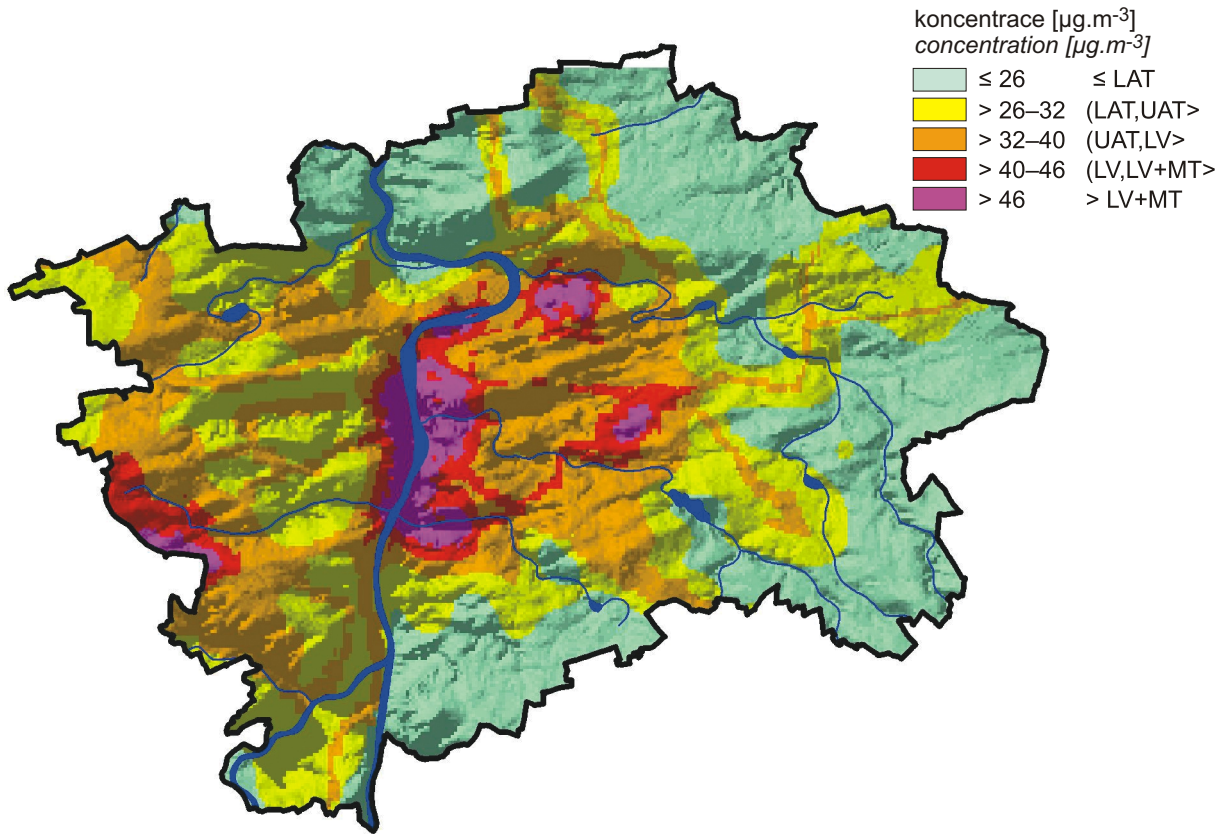 koncentrace [µg.m-3]
concentration [µg.m-3]
≤ 26 ≤ LAT
> 26–32 (LAT,UAT>
> 32–40 (UAT,LV>
> 40–46 (LV,LV+MT>
> 46 > LV+MT